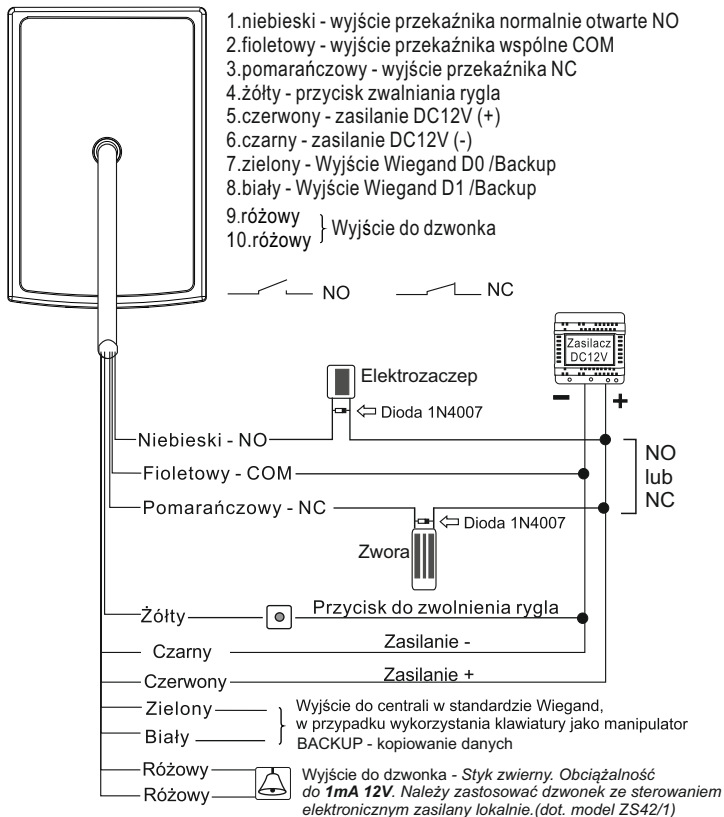 1.niebieski - wyjście przekaźnika normalnie otwarte NO
2.fioletowy - wyjście przekaźnika wspólne COM
3.pomarańczowy - wyjście przekaźnika NC
4.żółty - przycisk zwalniania rygla
5.czerwony - zasilanie DC12V (+)
6.czarny - zasilanie DC12V (-)
7.zielony - Wyjście Wiegand D0 /Backup
8.biały - Wyjście Wiegand D1 /Backup
9.różowy
10.różowy } Wyjście do dzwonka
NO
NC
Zasilacz
DC12V
Elektrozaczep
− +
Dioda 1N4007
Niebieski - NO
Fioletowy - COM
NO
lub
NC
Pomarańczowy - NC
Dioda 1N4007
Zwora
Żółty
Przycisk do zwolnienia rygla
Czarny
Zasilanie -
Czerwony
Zasilanie +
Zielony
Biały
Wyjście do centrali w standardzie Wiegand,
w przypadku wykorzystania klawiatury jako manipulator
BACKUP - kopiowanie danych
Różowy
Różowy
Wyjście do dzwonka - Styk zwierny. Obciążalność
do 1mA 12V. Należy zastosować dzwonek ze sterowaniem
elektronicznym zasilany lokalnie.(dot. model ZS42/1)